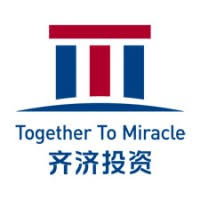 Together To Miracle
齐济投资